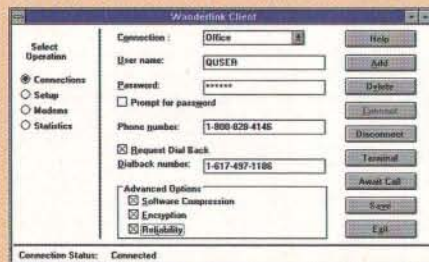 Wanderlink Client
Select
Operation
Connections
Setup
Modems
Statistics
Connection :
Office
User name:
QUSER
Password:
******
Prompt for password
Phone number:
1-800-828-4146
Request Dial Back
Dialback number:
1-617-497-1186
Advanced Options
Software Compression
Encryption
Reliability
Help
Add
Delete
Connect
Disconnect
Terminal
Await Call
Save
Exit
Connection Status: Connected